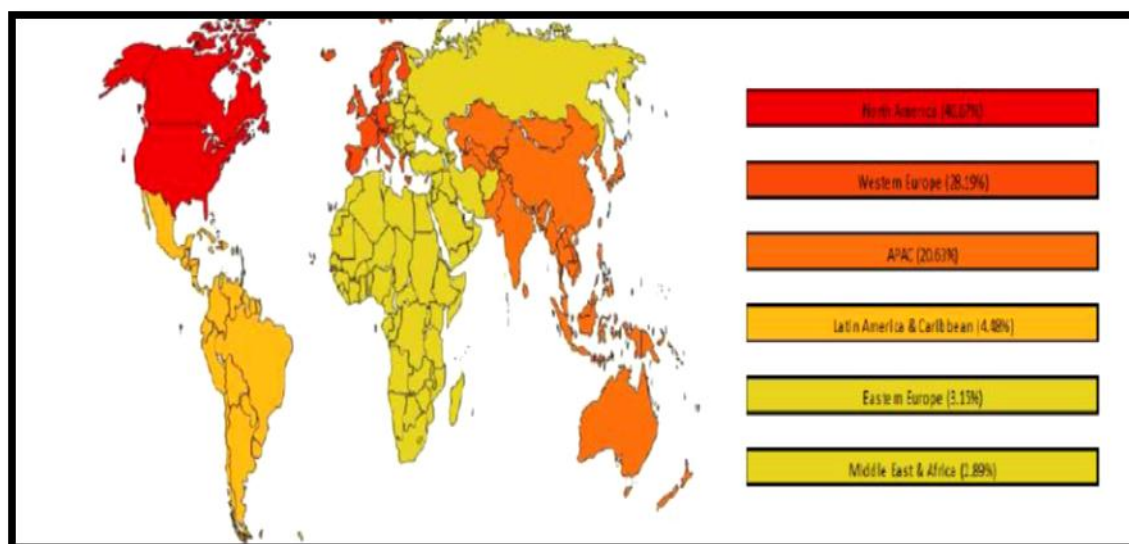 North America (40.67%)
Western Europe (28.19%)
APAC (20.63%)
Latin America & Caribbean (4.48%)
Eastern Europe (3.15%)
Middle East & Africa (2.89%)